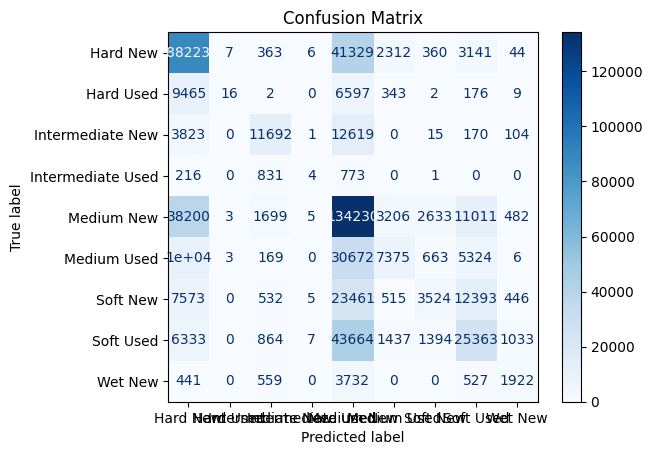 Confusion Matrix
Hard New 88223 7 363 6 41329 2312 360 3141 44
Hard Used 9465 16 2 0 6597 343 2 176 9
Intermediate New 3823 0 11692 1 12619 0 15 170 104
Intermediate Used 216 0 831 4 773 0 1 0 0
Medium New 38200 3 1699 5 134230 3206 2633 11011 482
Medium Used 1e+04 3 169 0 30672 7375 663 5324 6
Soft New 7573 0 532 5 23461 515 3524 12393 446
Soft Used 6333 0 864 7 43664 1437 1394 25363 1033
Wet New 441 0 559 0 3732 0 0 527 1922
True label
Predicted label
120000
100000
80000
60000
40000
20000
0